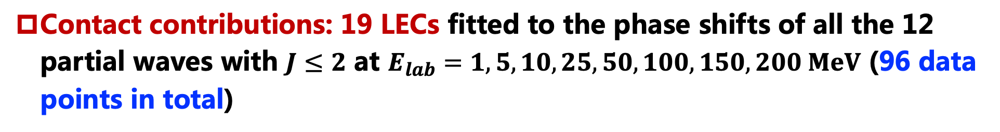 □Contact contributions: 19 LECs fitted to the phase shifts of all the 12
partial waves with J ≤ 2 at E_lab = 1, 5, 10, 25, 50, 100, 150, 200 MeV (96 data
points in total)